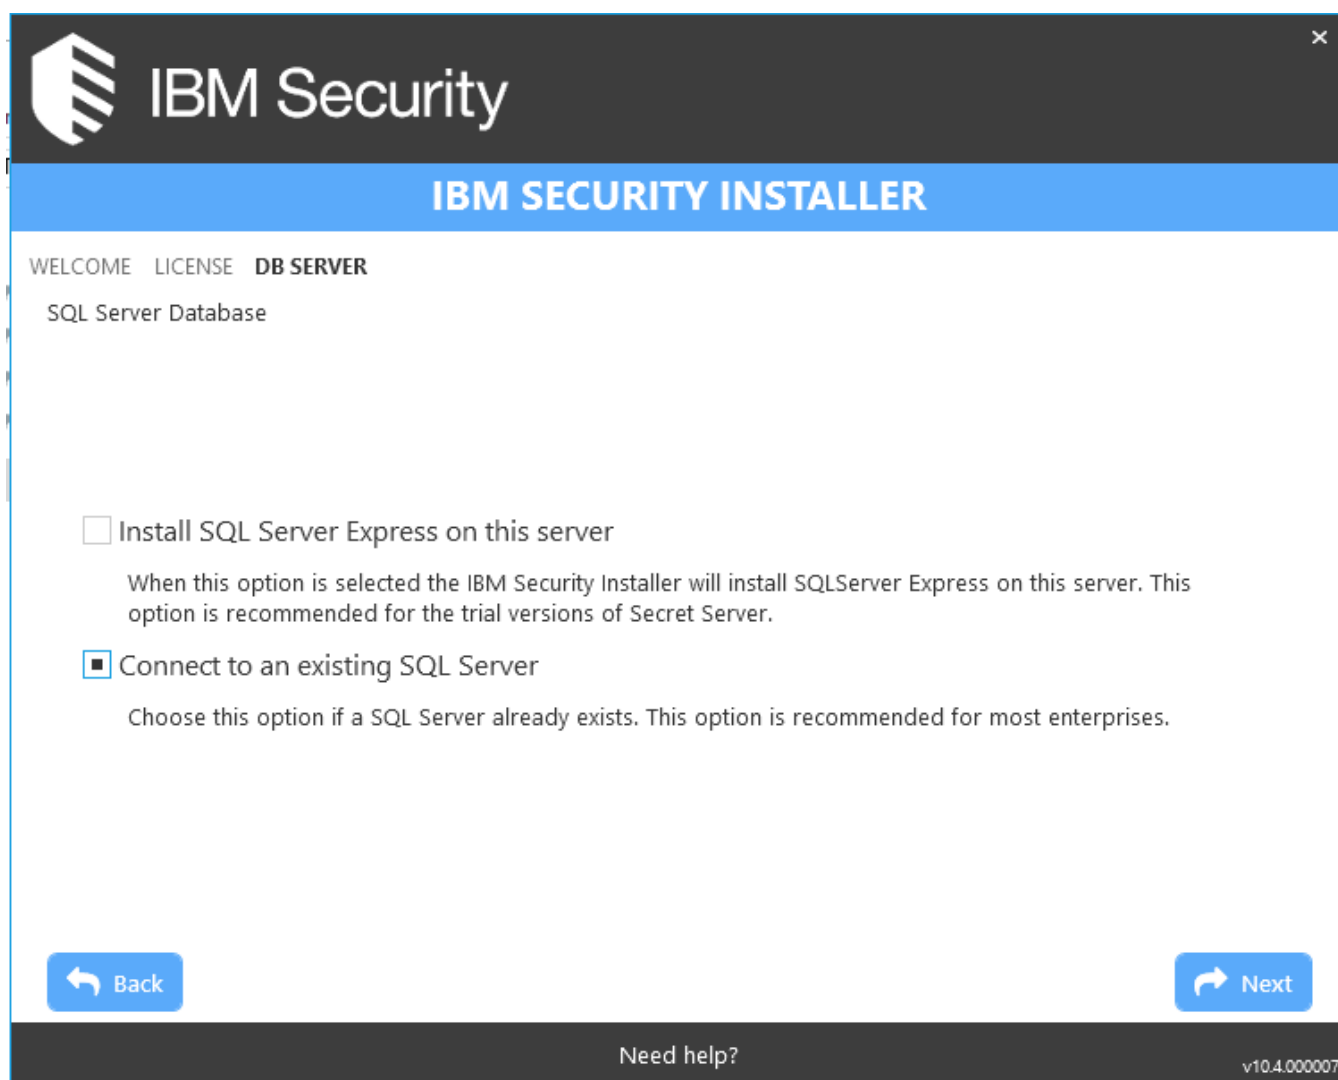 IBM Security
×
IBM SECURITY INSTALLER
WELCOME LICENSE DB SERVER
SQL Server Database
Install SQL Server Express on this server
When this option is selected the IBM Security Installer will install SQLServer Express on this server. This
option is recommended for the trial versions of Secret Server.
Connect to an existing SQL Server
Choose this option if a SQL Server already exists. This option is recommended for most enterprises.
Back
Next
Need help?
v10.4.000007